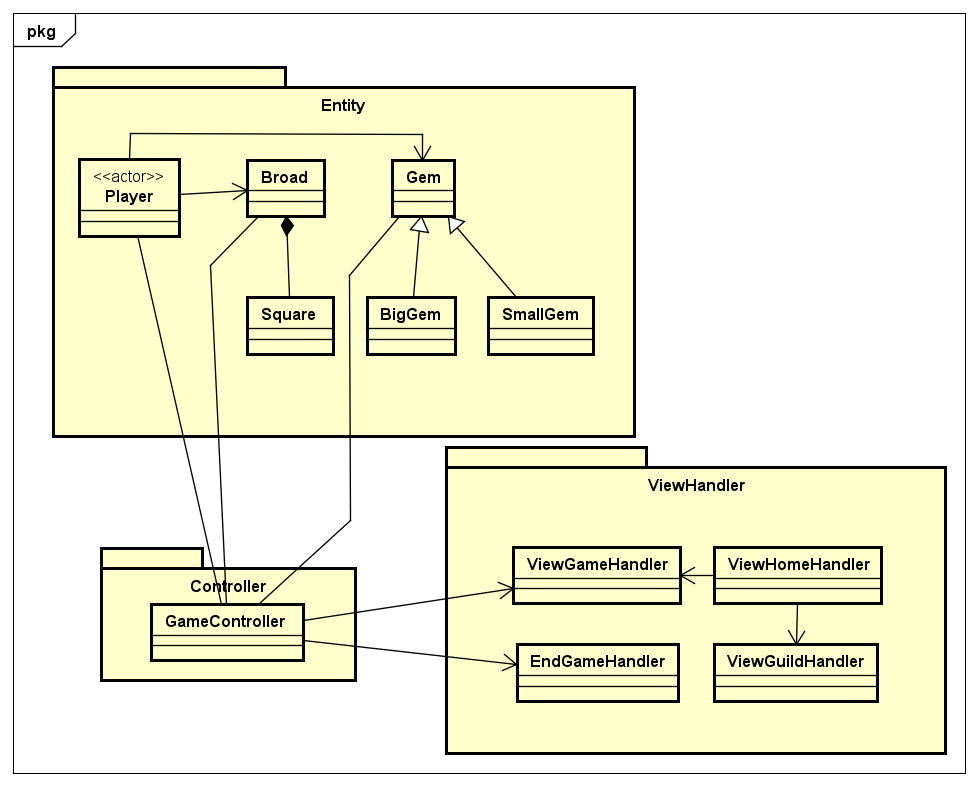 pkg
Entity
<<actor>>
Player
Broad
Gem
Square
BigGem
SmallGem
ViewHandler
Controller
GameController
ViewGameHandler
ViewHomeHandler
EndGameHandler
ViewGuildHandler